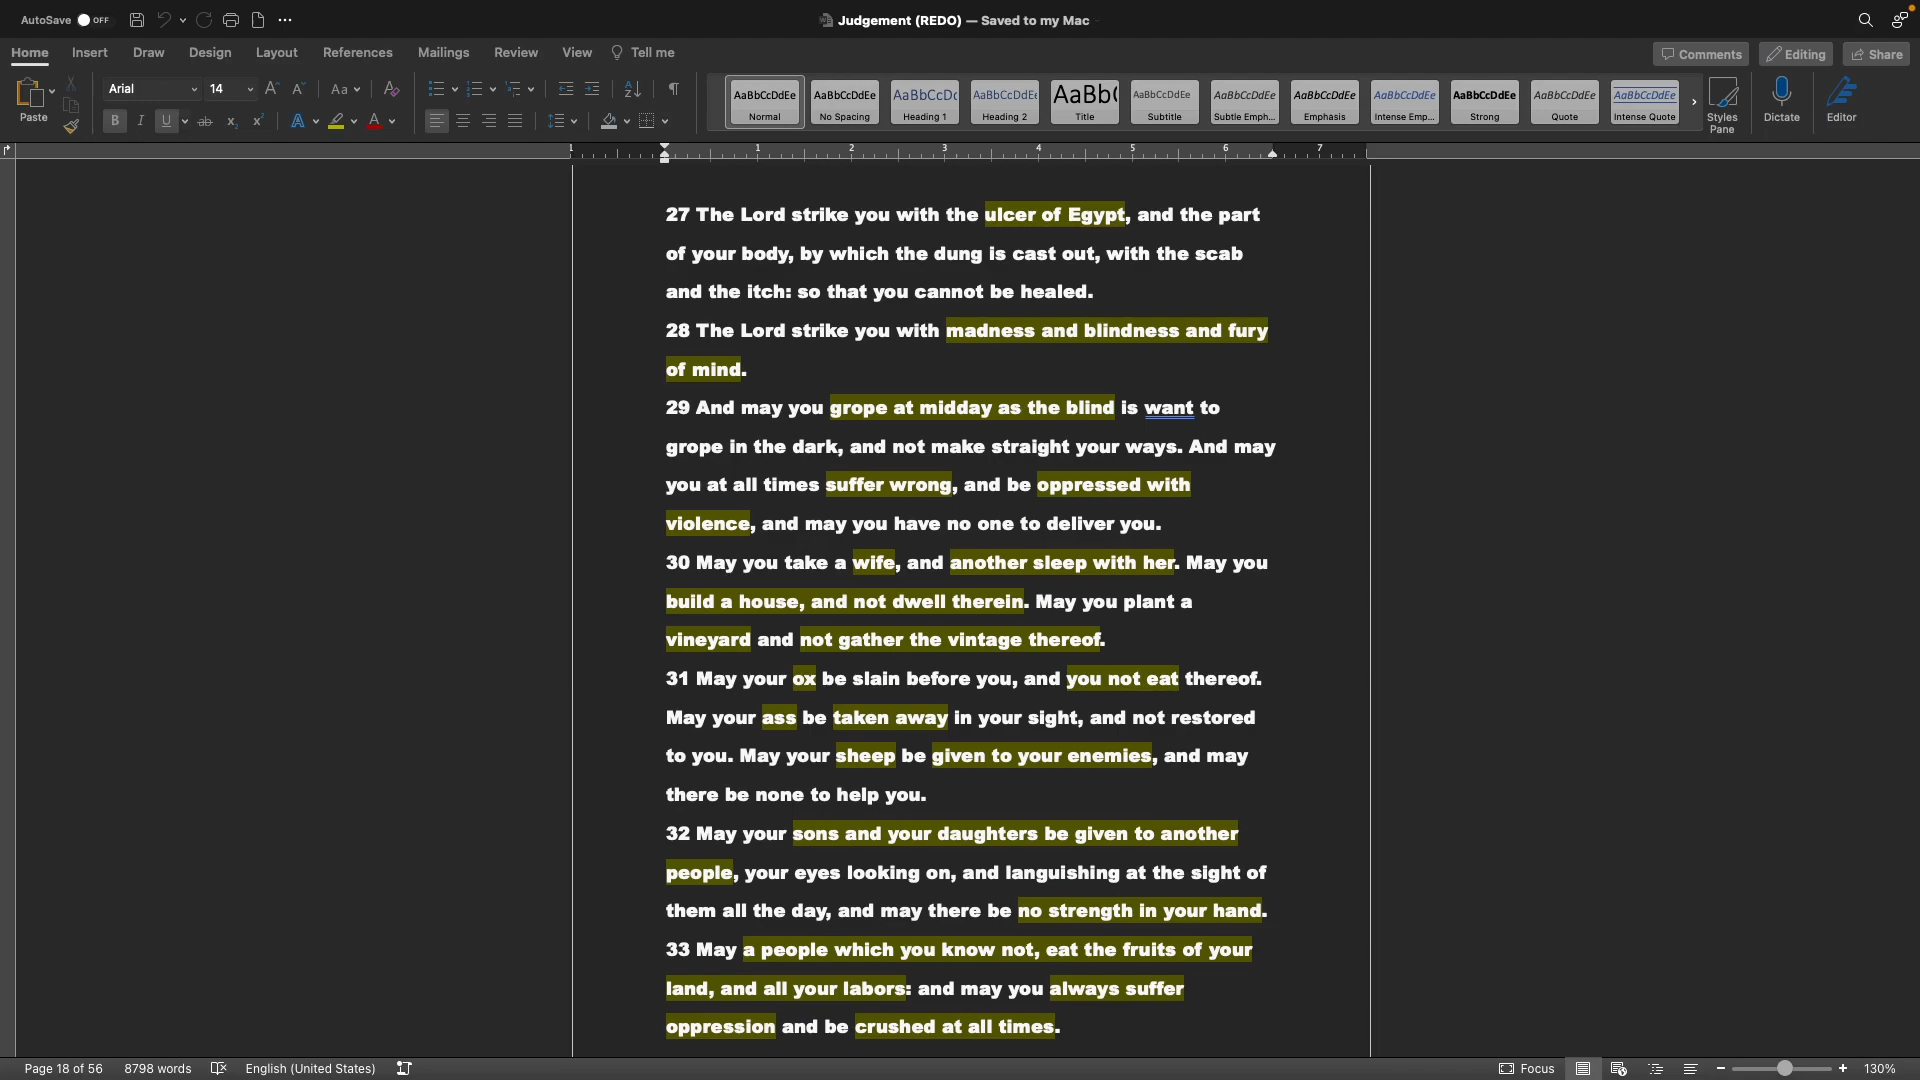 AutoSave OFF
Judgement (REDO) — Saved to my Mac
Home Insert Draw Design Layout References Mailings Review View Tell me
Comments Editing Share
Paste
Arial 14
Aa
AaBbCcDdEe AaBbCcDdEe AaBbCcDc AaBbCcDdEe AaBb( AaBbCcDdEe AaBbCcDdEe AaBbCcDdEe AaBbCcDdEe AaBbCcDdEe AaBbCcDdEe AaBbCcDdEe
Normal No Spacing Heading 1 Heading 2 Title Subtitle Subtle Emph... Emphasis Intense Emp... Strong Quote Intense Quote
Styles Pane
Dictate
Editor
1 1 2 3 4 5 6 7
27 The Lord strike you with the ulcer of Egypt, and the part
of your body, by which the dung is cast out, with the scab
and the itch: so that you cannot be healed.
28 The Lord strike you with madness and blindness and fury
of mind.
29 And may you grope at midday as the blind is want to
grope in the dark, and not make straight your ways. And may
you at all times suffer wrong, and be oppressed with
violence, and may you have no one to deliver you.
30 May you take a wife, and another sleep with her. May you
build a house, and not dwell therein. May you plant a
vineyard and not gather the vintage thereof.
31 May your ox be slain before you, and you not eat thereof.
May your ass be taken away in your sight, and not restored
to you. May your sheep be given to your enemies, and may
there be none to help you.
32 May your sons and your daughters be given to another
people, your eyes looking on, and languishing at the sight of
them all the day, and may there be no strength in your hand.
33 May a people which you know not, eat the fruits of your
land, and all your labors: and may you always suffer
oppression and be crushed at all times.
Page 18 of 56 8798 words English (United States) Focus 130%